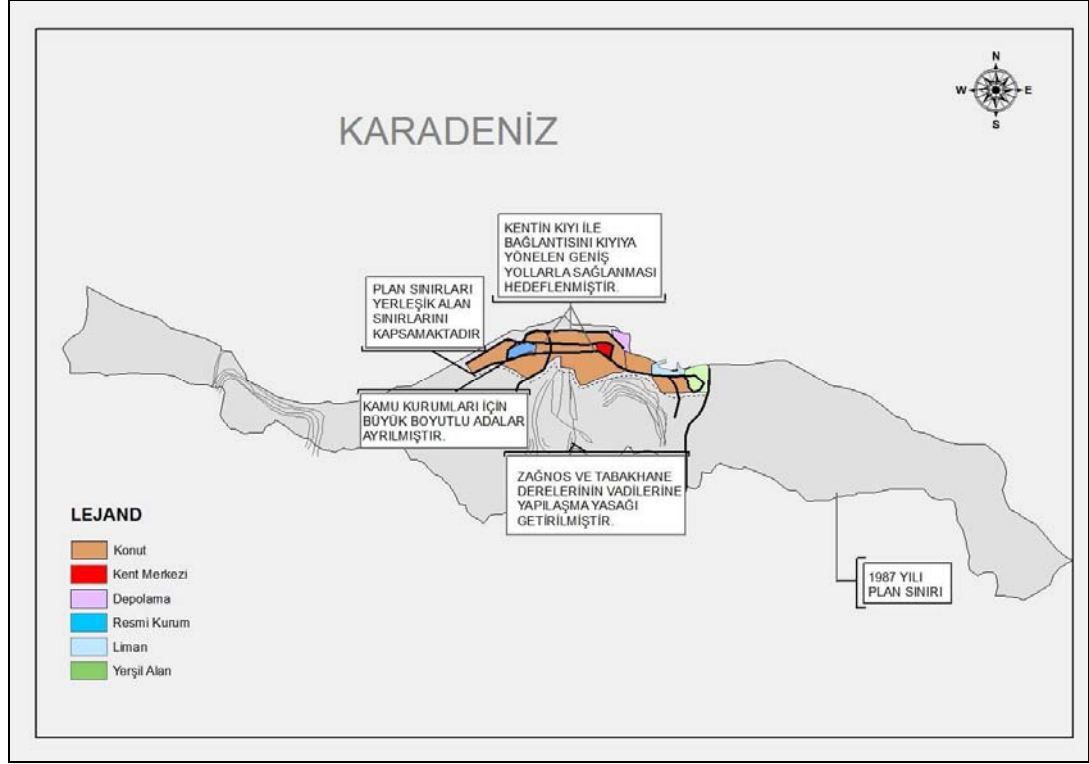 N
W
E
S
KARADENİZ
KENTİN KIYI İLE
BAĞLANTISINI KIYIYA
YÖNELEN GENİŞ
YOLLARLA SAĞLANMASI
HEDEFLENMİŞTİR.
PLAN SINIRLARI
YERLEŞİK ALAN
SINIRLARINI
KAPSAMAKTADIR
KAMU KURUMLARI İÇİN
BÜYÜK BOYUTLU ADALAR
AYRILMIŞTIR.
ZAĞNOS VE TABAKHANE
DERELERİNİN VADİLERİNE
YAPILAŞMA YASAĞI
GETİRİLMİŞTİR.
1987 YILI
PLAN SINIRI
LEJAND
Konut
Kent Merkezi
Depolama
Resmi Kurum
Liman
Yerşil Alan